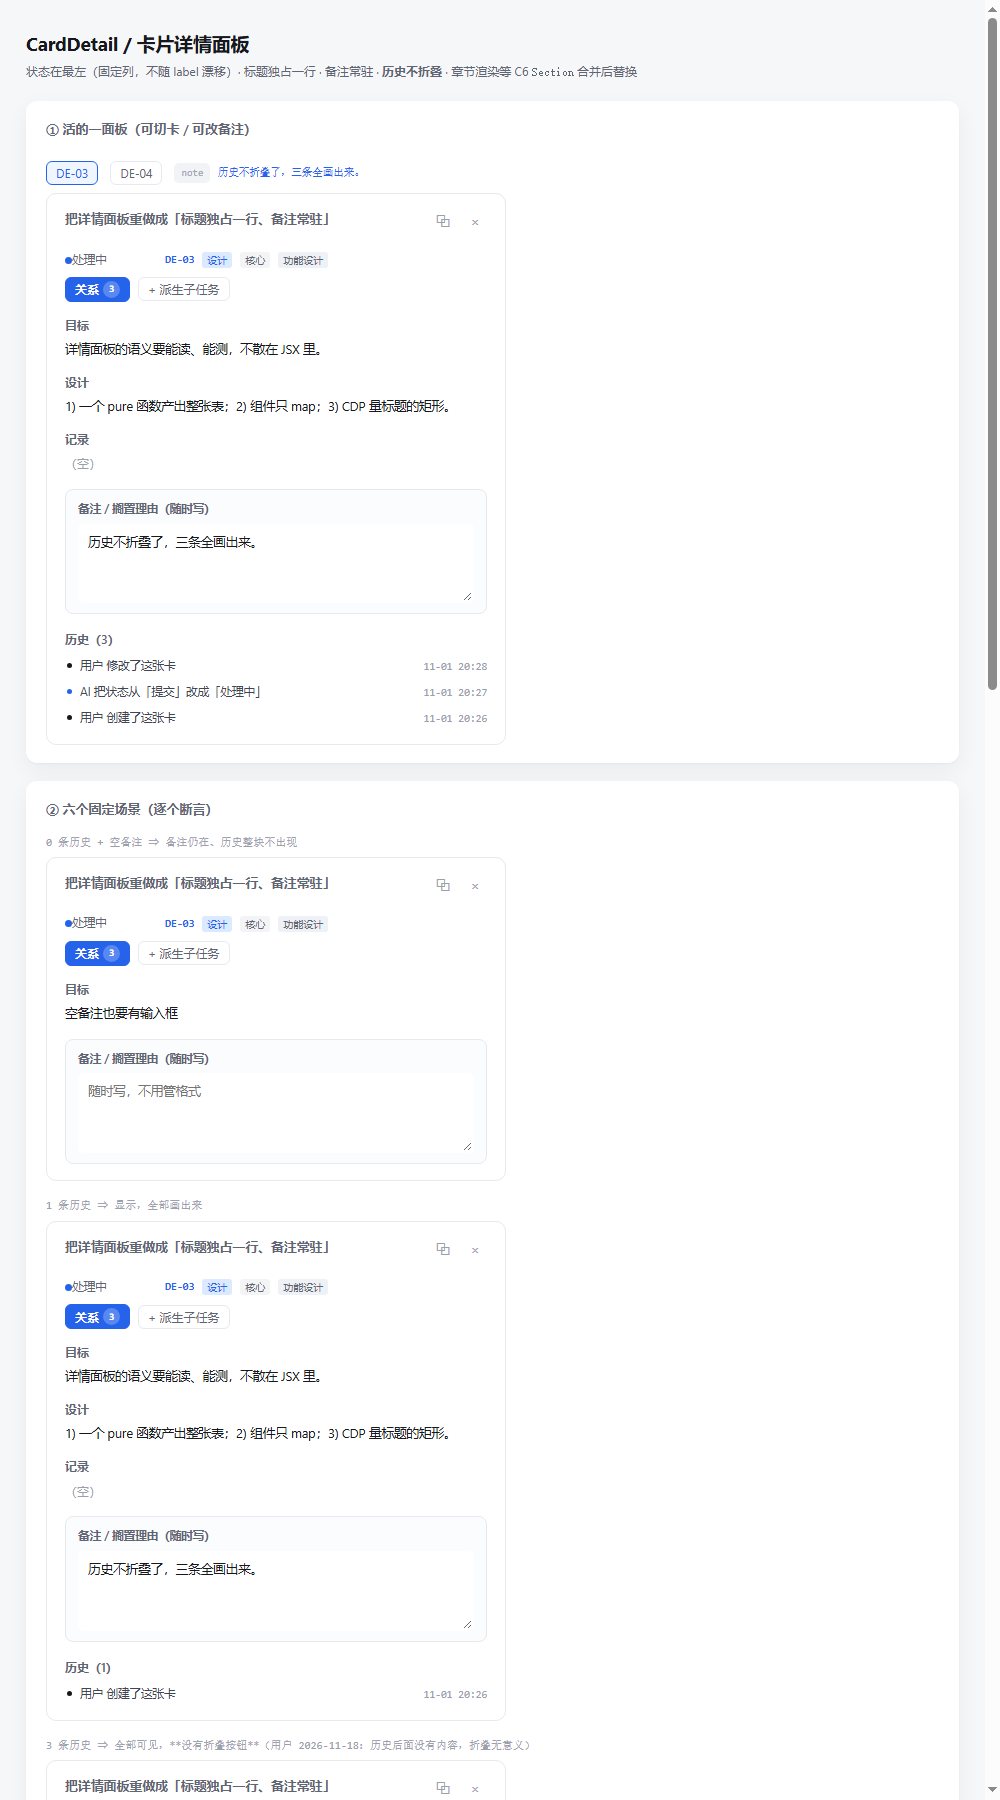 CardDetail / 卡片详情面板
状态在最左（固定列，不随 label 漂移）· 标题独占一行 · 备注常驻 · 历史不折叠 · 章节渲染等 C6 Section 合并后替换
① 活的一面板（可切卡 / 可改备注）
DE-03 DE-04 note 历史不折叠了，三条全画出来。
把详情面板重做成「标题独占一行、备注常驻」 ×
处理中 DE-03 设计 核心 功能设计
关系 3 + 派生子任务
目标
详情面板的语义要能读、能测，不散在 JSX 里。
设计
1) 一个 pure 函数产出整张表；2) 组件只 map；3) CDP 量标题的矩形。
记录
（空）
备注 / 搁置理由（随时写）
历史不折叠了，三条全画出来。
历史（3）
用户 修改了这张卡 11-01 20:28
AI 把状态从「提交」改成「处理中」 11-01 20:27
用户 创建了这张卡 11-01 20:26
② 六个固定场景（逐个断言）
0 条历史 + 空备注 ⇒ 备注仍在、历史整块不出现
把详情面板重做成「标题独占一行、备注常驻」 ×
处理中 DE-03 设计 核心 功能设计
关系 3 + 派生子任务
目标
空备注也要有输入框
备注 / 搁置理由（随时写）
随时写，不用管格式
1 条历史 ⇒ 显示，全部画出来
把详情面板重做成「标题独占一行、备注常驻」 ×
处理中 DE-03 设计 核心 功能设计
关系 3 + 派生子任务
目标
详情面板的语义要能读、能测，不散在 JSX 里。
设计
1) 一个 pure 函数产出整张表；2) 组件只 map；3) CDP 量标题的矩形。
记录
（空）
备注 / 搁置理由（随时写）
历史不折叠了，三条全画出来。
历史（1）
用户 创建了这张卡 11-01 20:26
3 条历史 ⇒ 全部可见，**没有折叠按钮**（用户 2026-11-18：历史后面没有内容，折叠无意义）
把详情面板重做成「标题独占一行、备注常驻」 ×